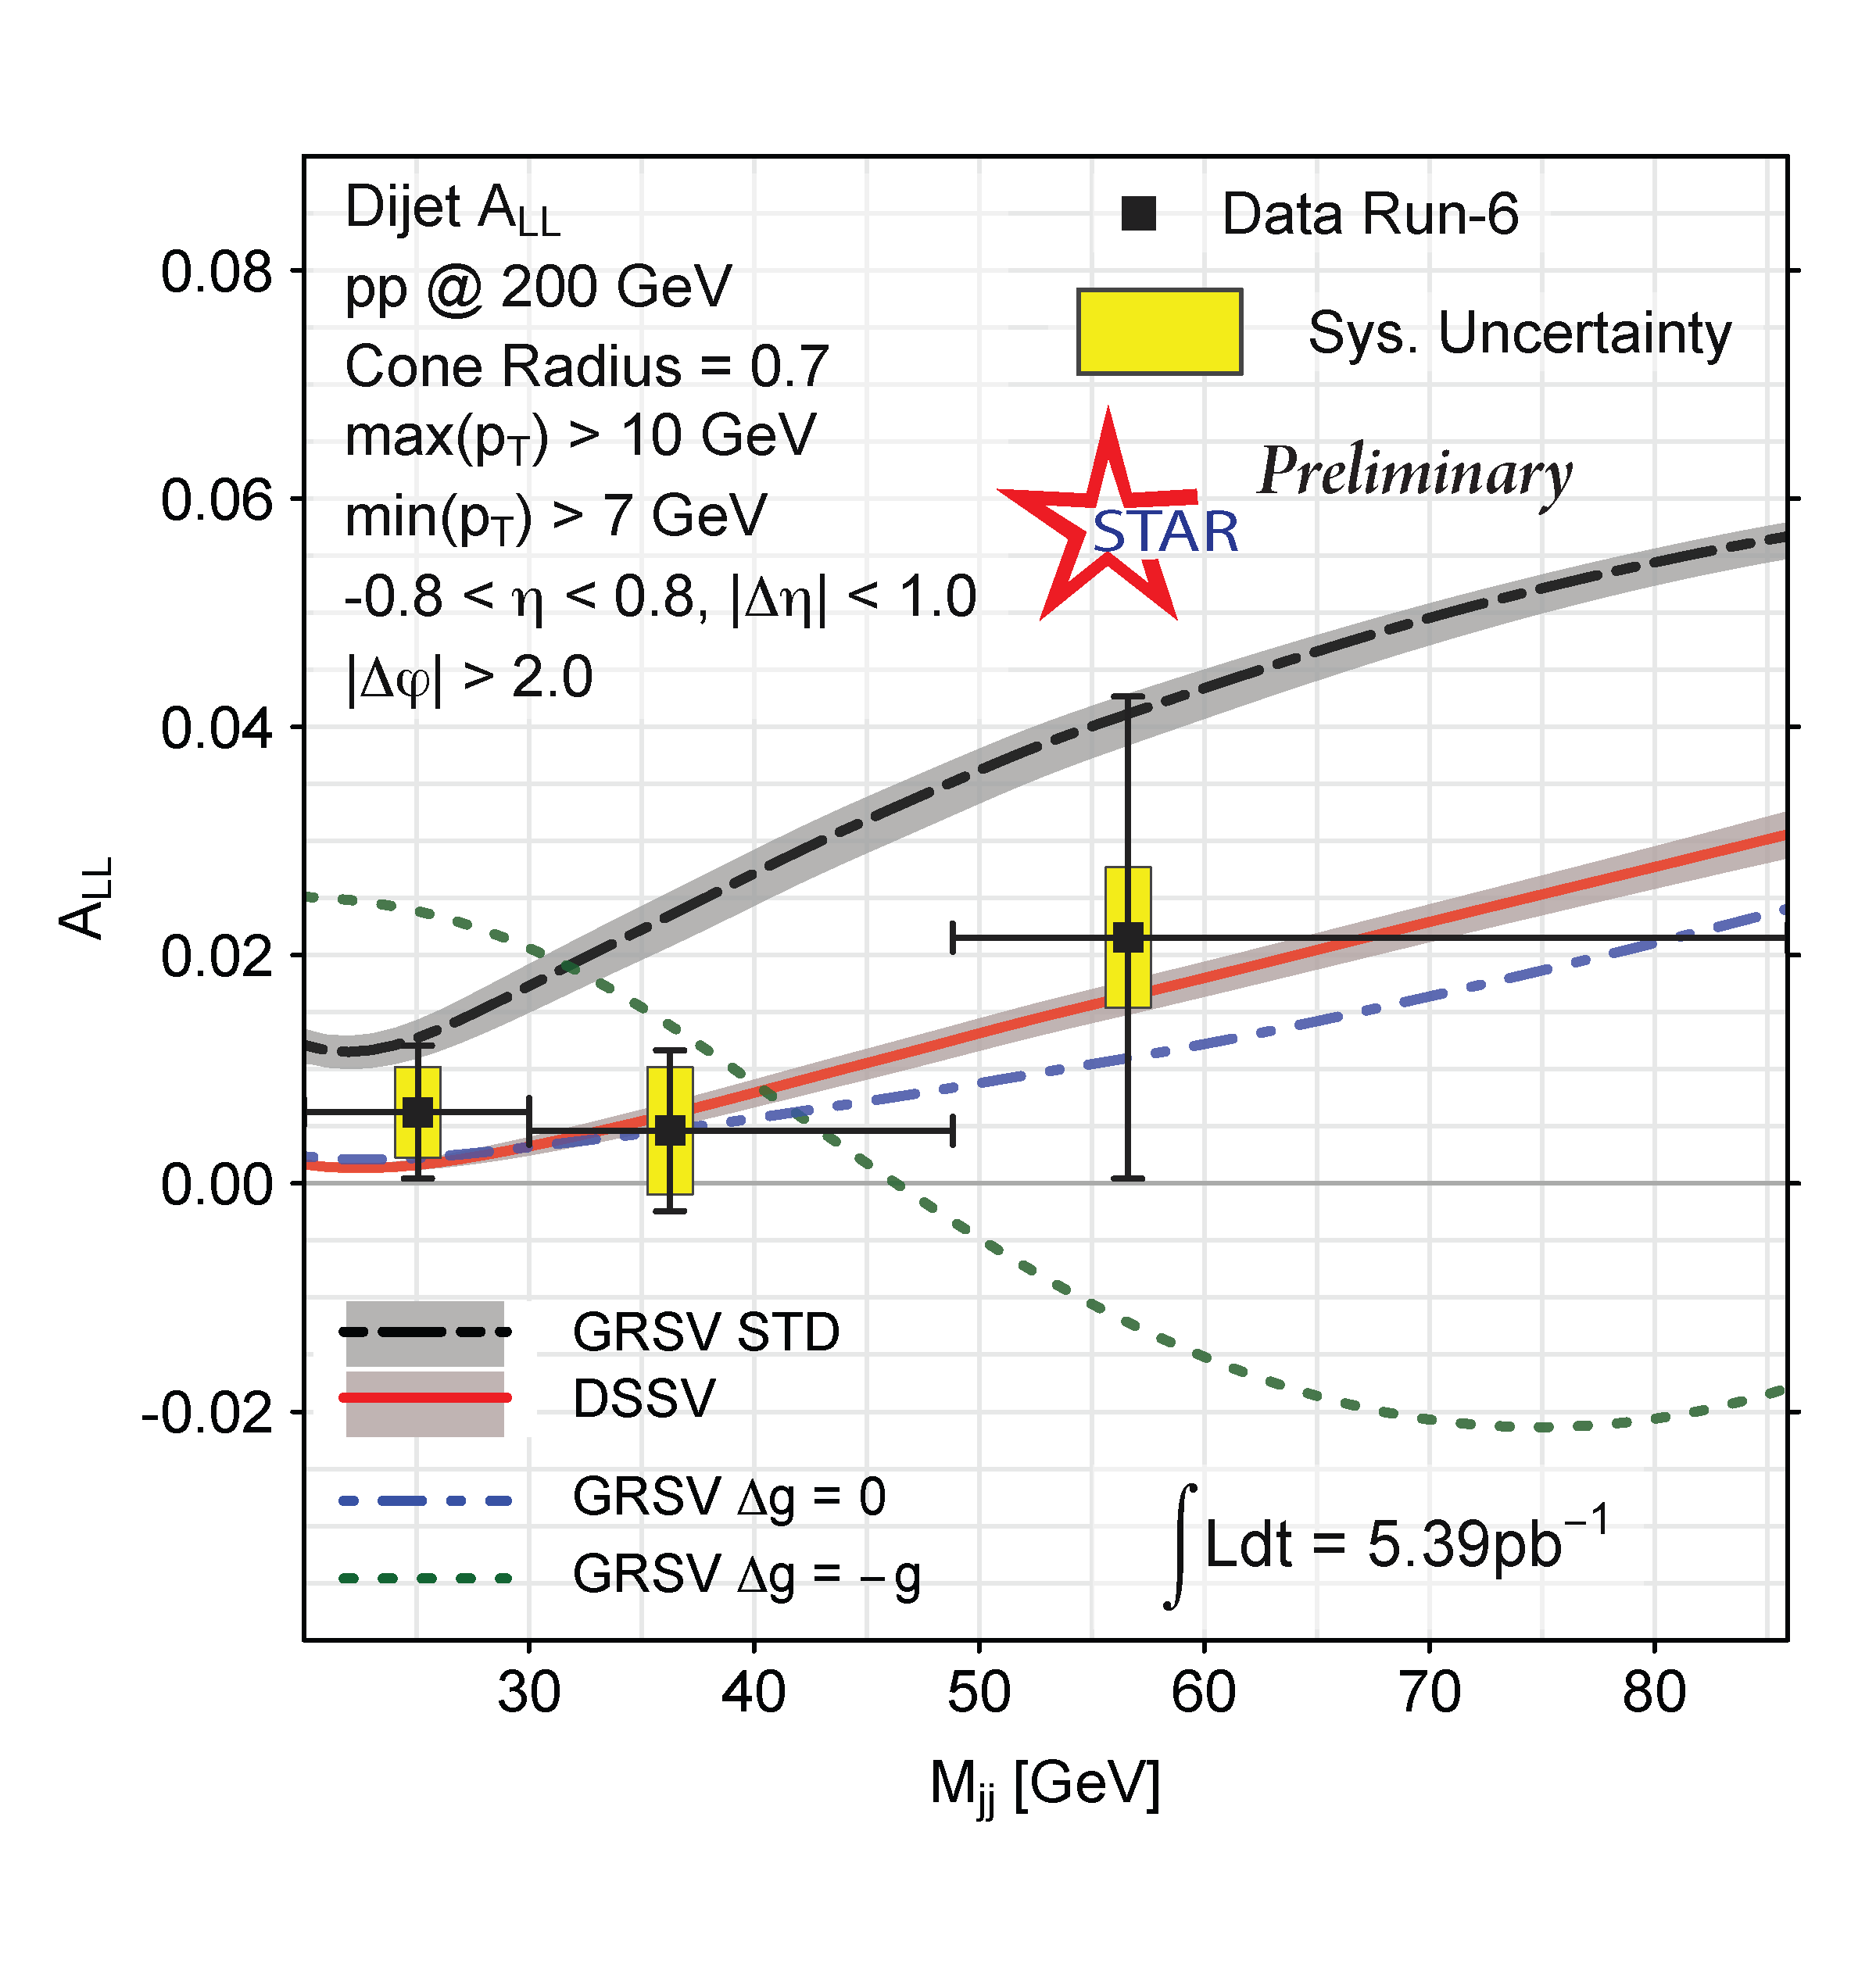 Dijet A_LL
pp @ 200 GeV
Cone Radius = 0.7
max(p_T) > 10 GeV
min(p_T) > 7 GeV
-0.8 < η < 0.8, |Δη| < 1.0
|Δφ| > 2.0
Data Run-6
Sys. Uncertainty
Preliminary
STAR
0.08
0.06
0.04
0.02
0.00
-0.02
A_LL
GRSV STD
DSSV
GRSV Δg = 0
GRSV Δg = −g
∫Ldt = 5.39pb⁻¹
30 40 50 60 70 80
M_jj [GeV]